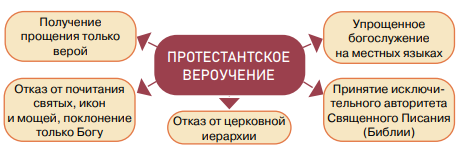 Получение
прощения только
верой
Упрощенное
богослужение
на местных языках
ПРОТЕСТАНТСКОЕ
ВЕРОУЧЕНИЕ
Отказ от почитания
святых, икон
и мощей, поклонение
только Богу
Отказ от церковной
иерархии
Принятие исключи-
тельного авторитета
Священного Писания
(Библии)